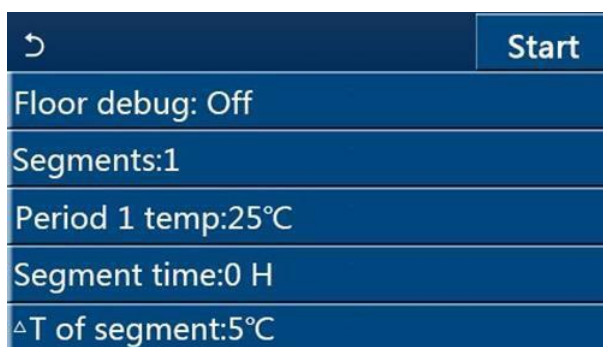 Start
Floor debug: Off
Segments:1
Period 1 temp:25℃
Segment time:0 H
△T of segment:5℃